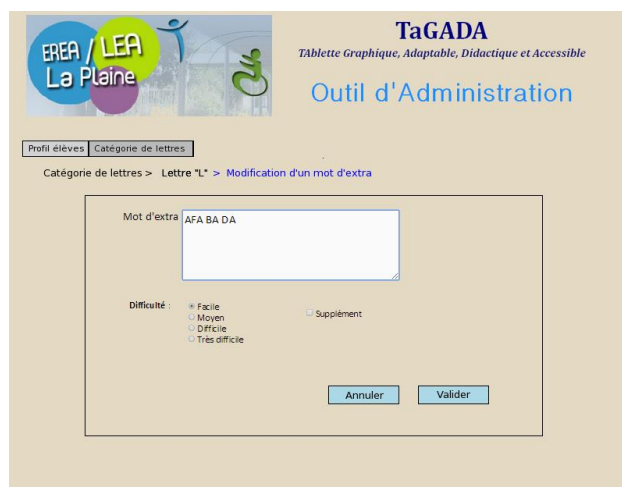 EREA / LEA
La Plaine
TaGADA
TAblette Graphique, Adaptable, Didactique et Accessible
Outil d'Administration
Profil élèves Catégorie de lettres
Catégorie de lettres > Lettre "L" > Modification d'un mot d'extra
Mot d'extra AFA BA DA
Difficulté : Facile
Supplément
Moyen
Difficile
Très difficile
Annuler Valider